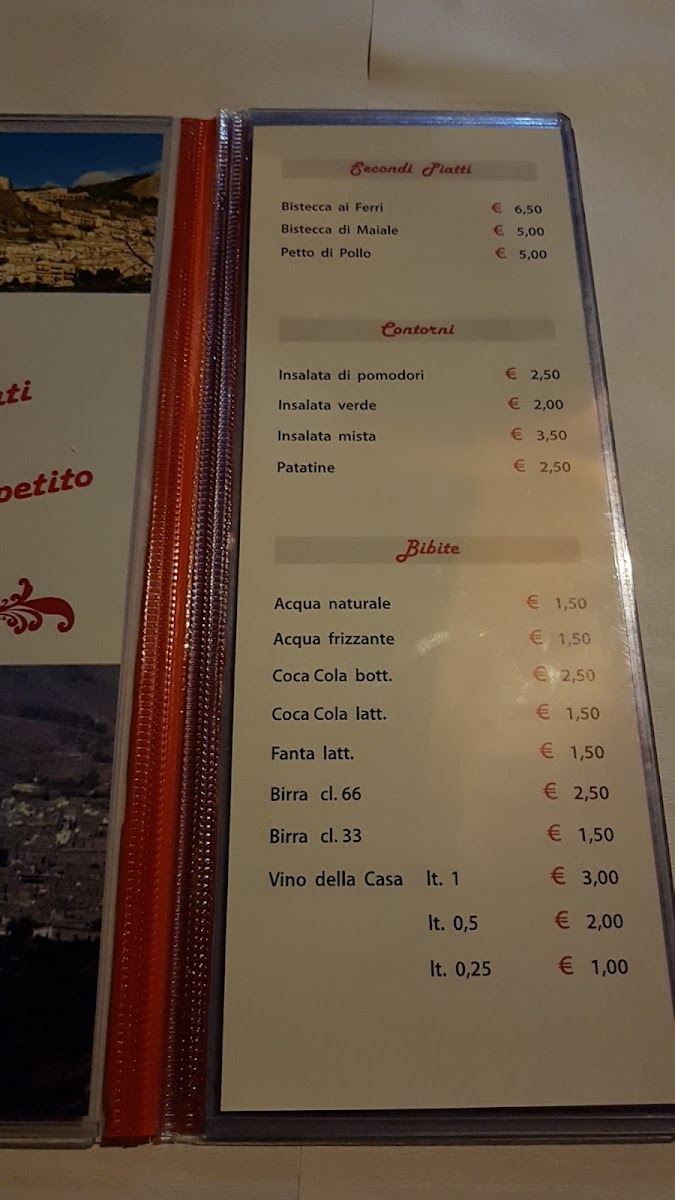 Secondi Piatti
Bistecca ai Ferri € 6,50
Bistecca di Maiale € 5,00
Petto di Pollo € 5,00
Contorni
Insalata di pomodori € 2,50
Insalata verde € 2,00
Insalata mista € 3,50
Patatine € 2,50
Bibite
Acqua naturale € 1,50
Acqua frizzante € 1,50
Coca Cola bott. € 2,50
Coca Cola latt. € 1,50
Fanta latt. € 1,50
Birra cl. 66 € 2,50
Birra cl. 33 € 1,50
Vino della Casa lt. 1 € 3,00
lt. 0,5 € 2,00
lt. 0,25 € 1,00